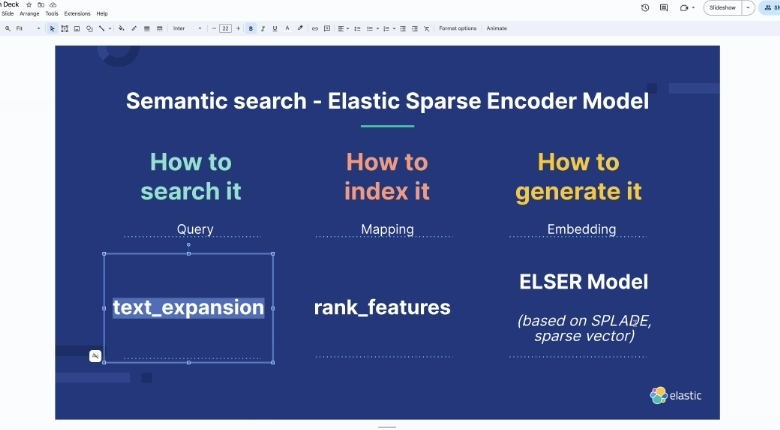 Deck
Slide Arrange Tools Extensions Help
Slideshow
Fit
Inter
22
B
I
U
A
Format options
Animate
Semantic search - Elastic Sparse Encoder Model
How to
search it
How to
index it
How to
generate it
Query
Mapping
Embedding
text_expansion
rank_features
ELSER Model
(based on SPLADE,
sparse vector)
elastic